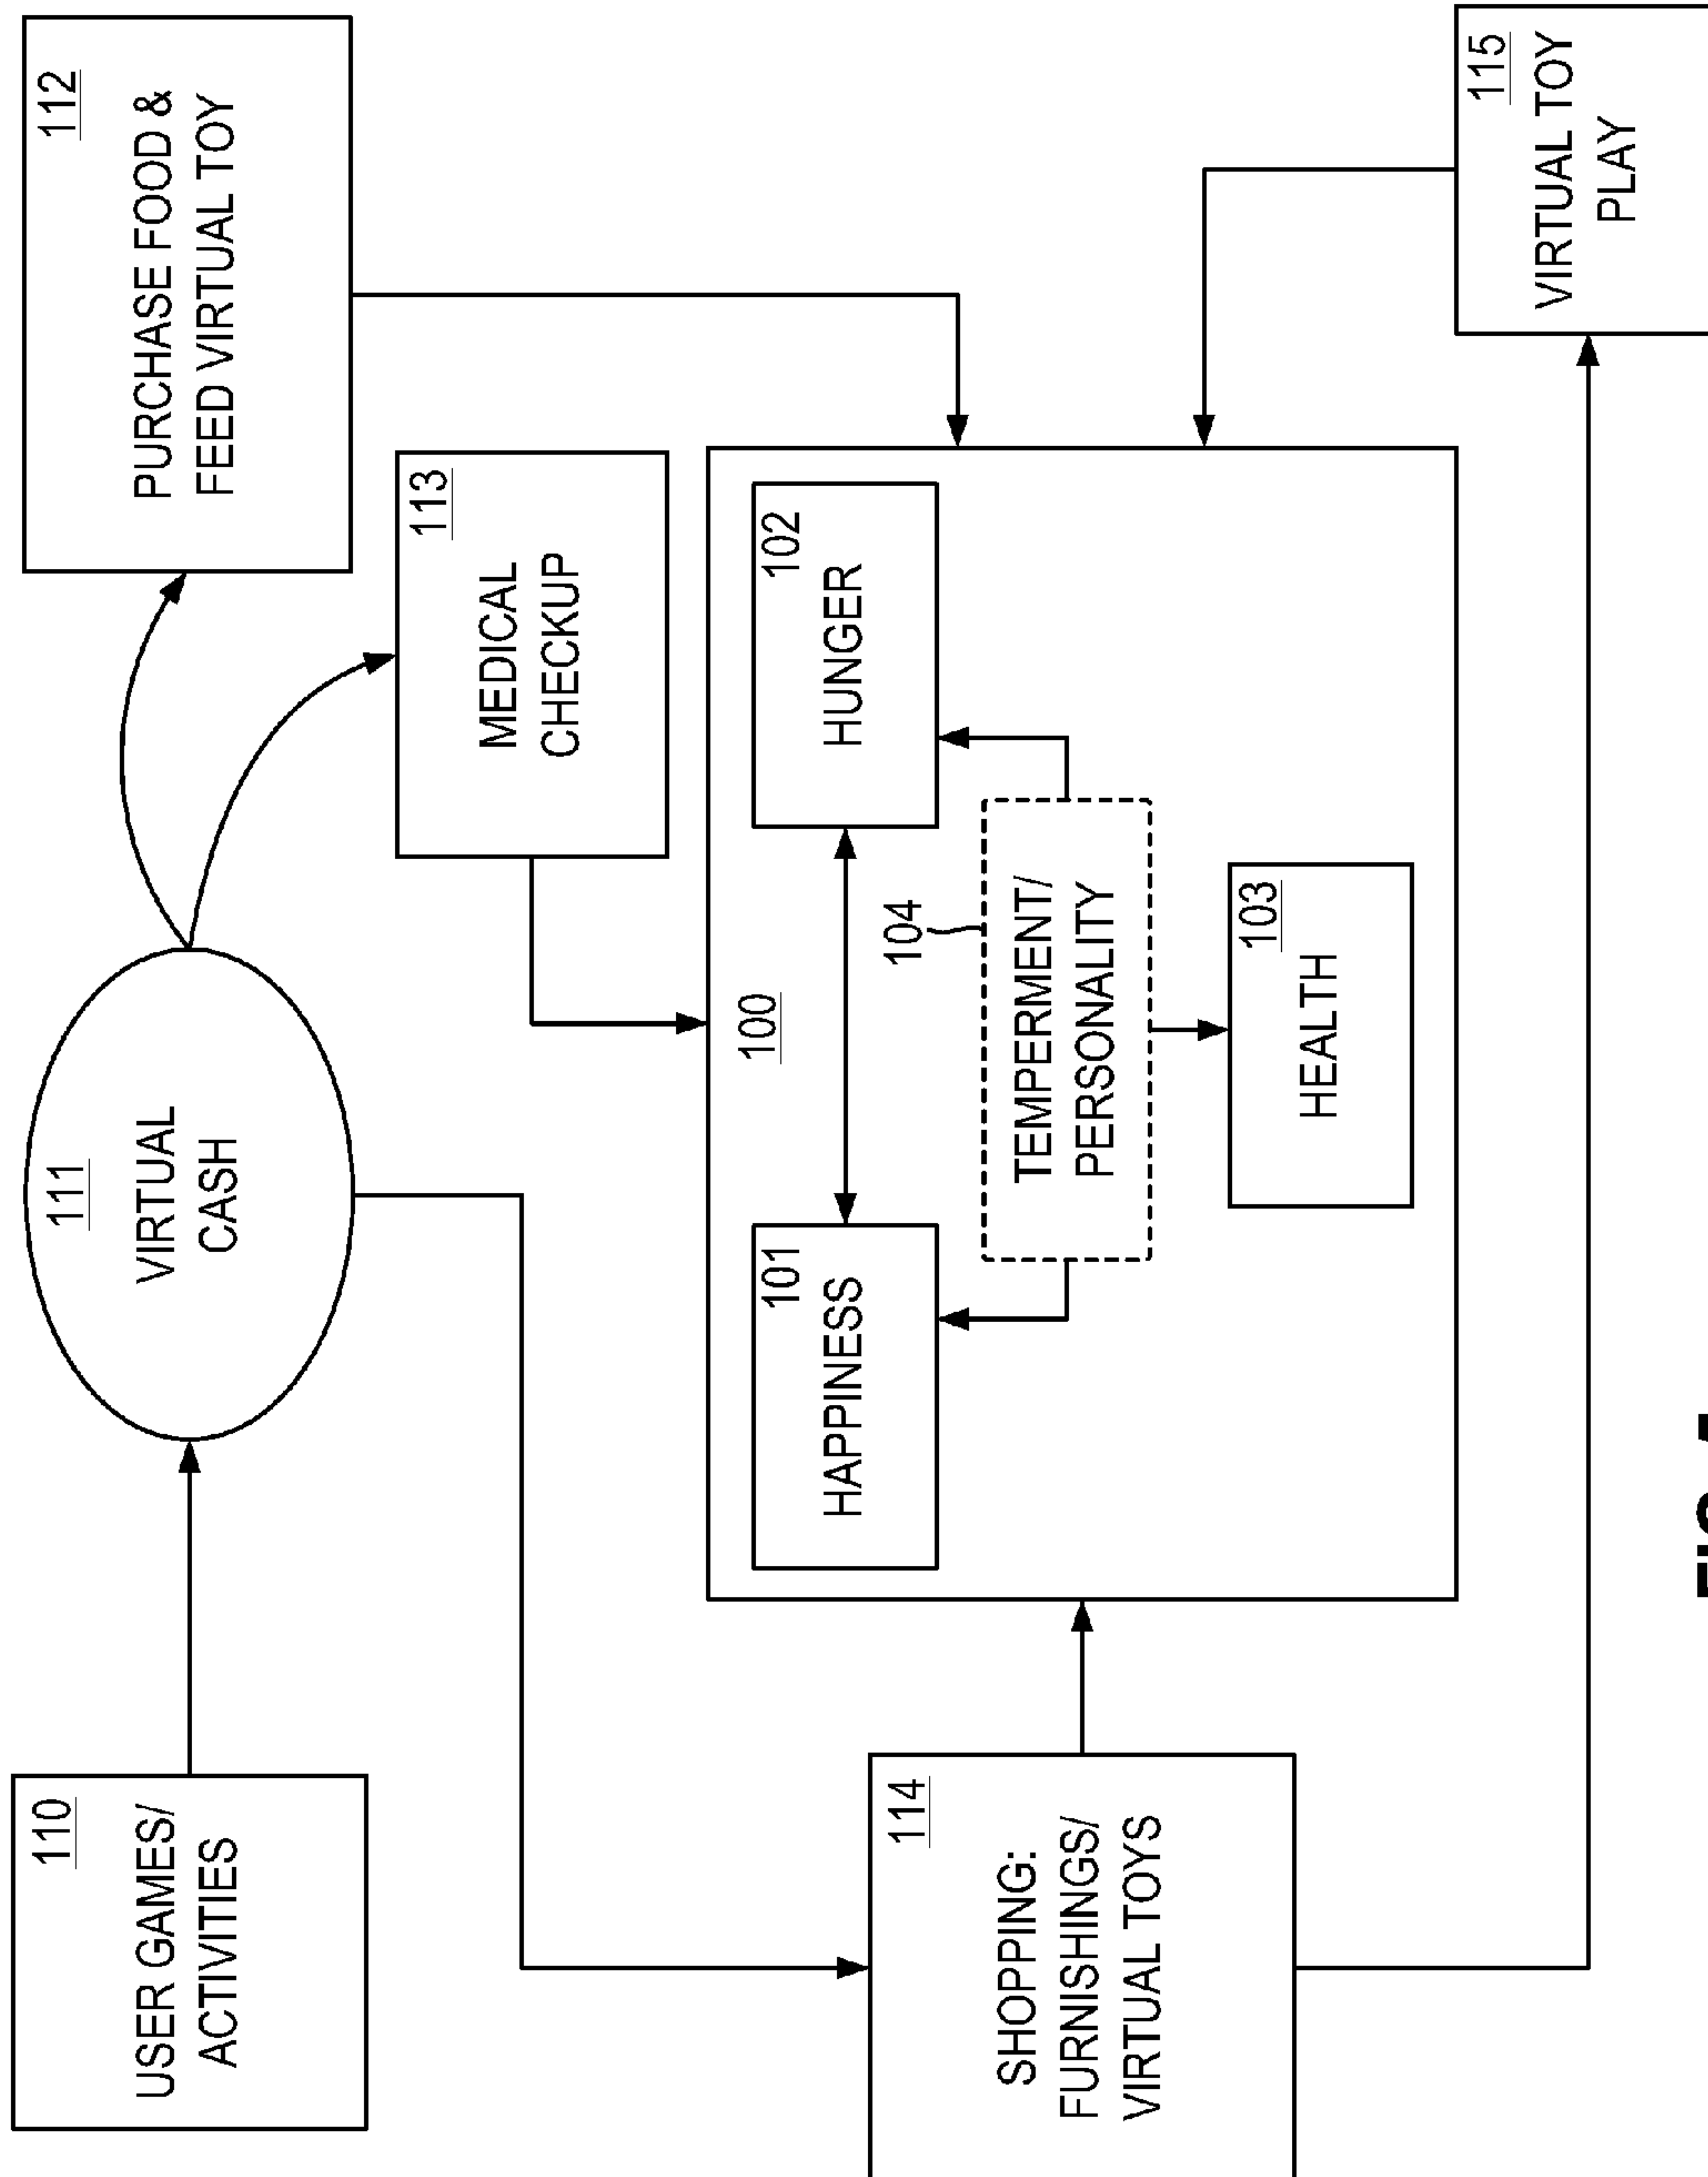 110
USER GAMES/
ACTIVITIES
111
VIRTUAL
CASH
112
PURCHASE FOOD &
FEED VIRTUAL TOY
113
MEDICAL
CHECKUP
100
101
HAPPINESS
102
HUNGER
104
TEMPERMENT/
PERSONALITY
103
HEALTH
114
SHOPPING:
FURNISHINGS/
VIRTUAL TOYS
115
VIRTUAL TOY
PLAY